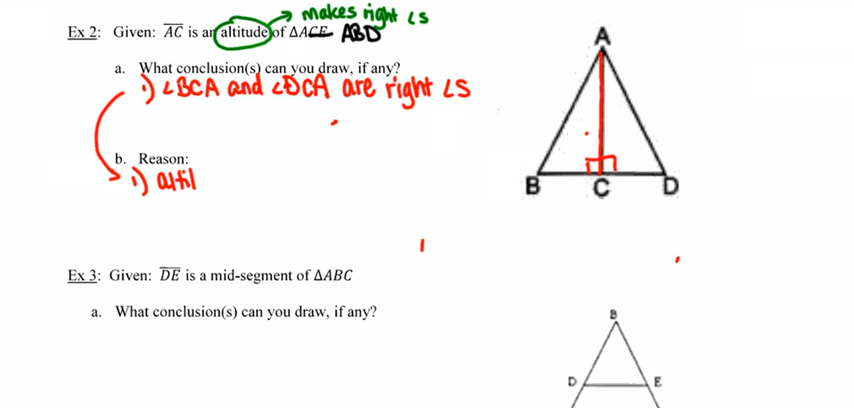 makes right ∠s
Ex 2: Given: AC is an altitude of ΔACE ABD
a. What conclusion(s) can you draw, if any?
1) ∠BCA and ∠DCA are right ∠s
b. Reason:
1) altil
A
B C D
Ex 3: Given: DE is a mid-segment of ΔABC
a. What conclusion(s) can you draw, if any?
B
D E